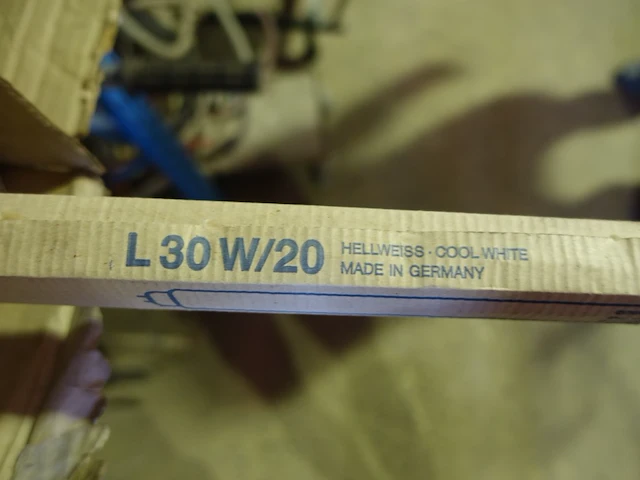 L 30 W/20
HELLWEISS · COOL WHITE
MADE IN GERMANY